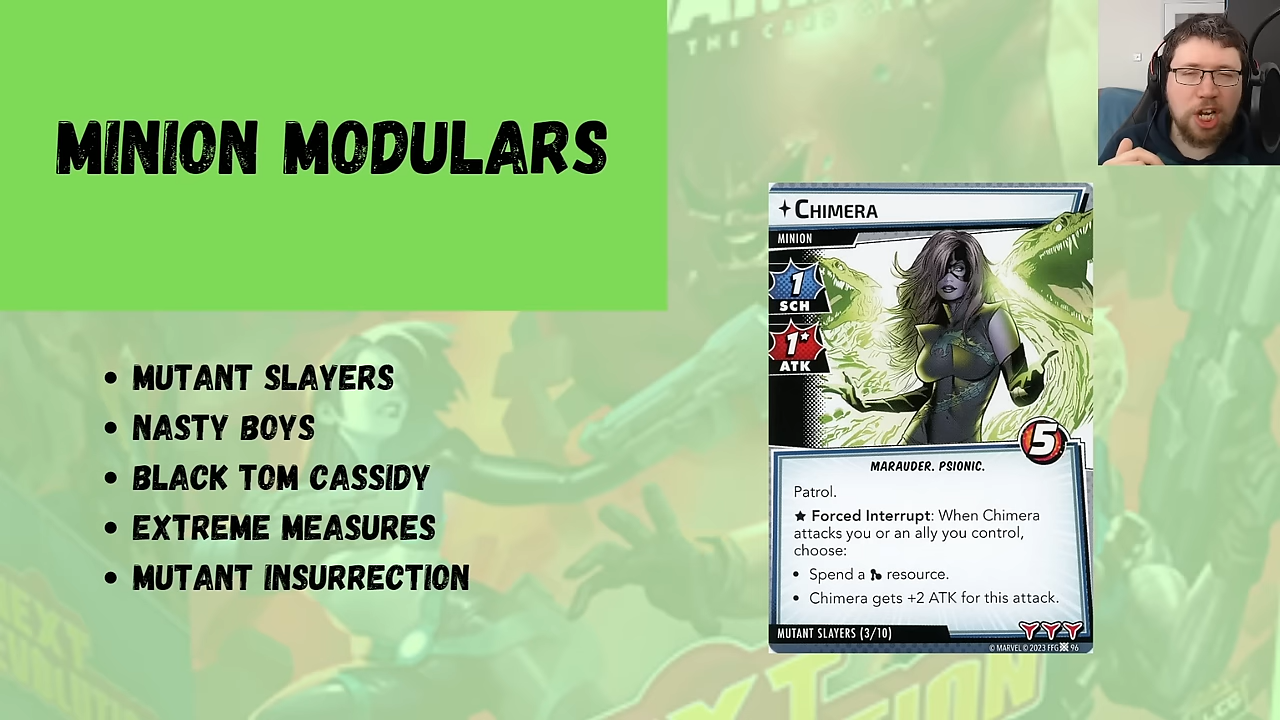 MINION MODULARS
• MUTANT SLAYERS
• NASTY BOYS
• BLACK TOM CASSIDY
• EXTREME MEASURES
• MUTANT INSURRECTION
CHIMERA
MINION
1
SCH
1*
ATK
5
MARAUDER. PSIONIC.
Patrol.
★ Forced Interrupt: When Chimera
attacks you or an ally you control,
choose:
• Spend a resource.
• Chimera gets +2 ATK for this attack.
MUTANT SLAYERS (3/10)
© MARVEL © 2023 FFG 96
NEXT